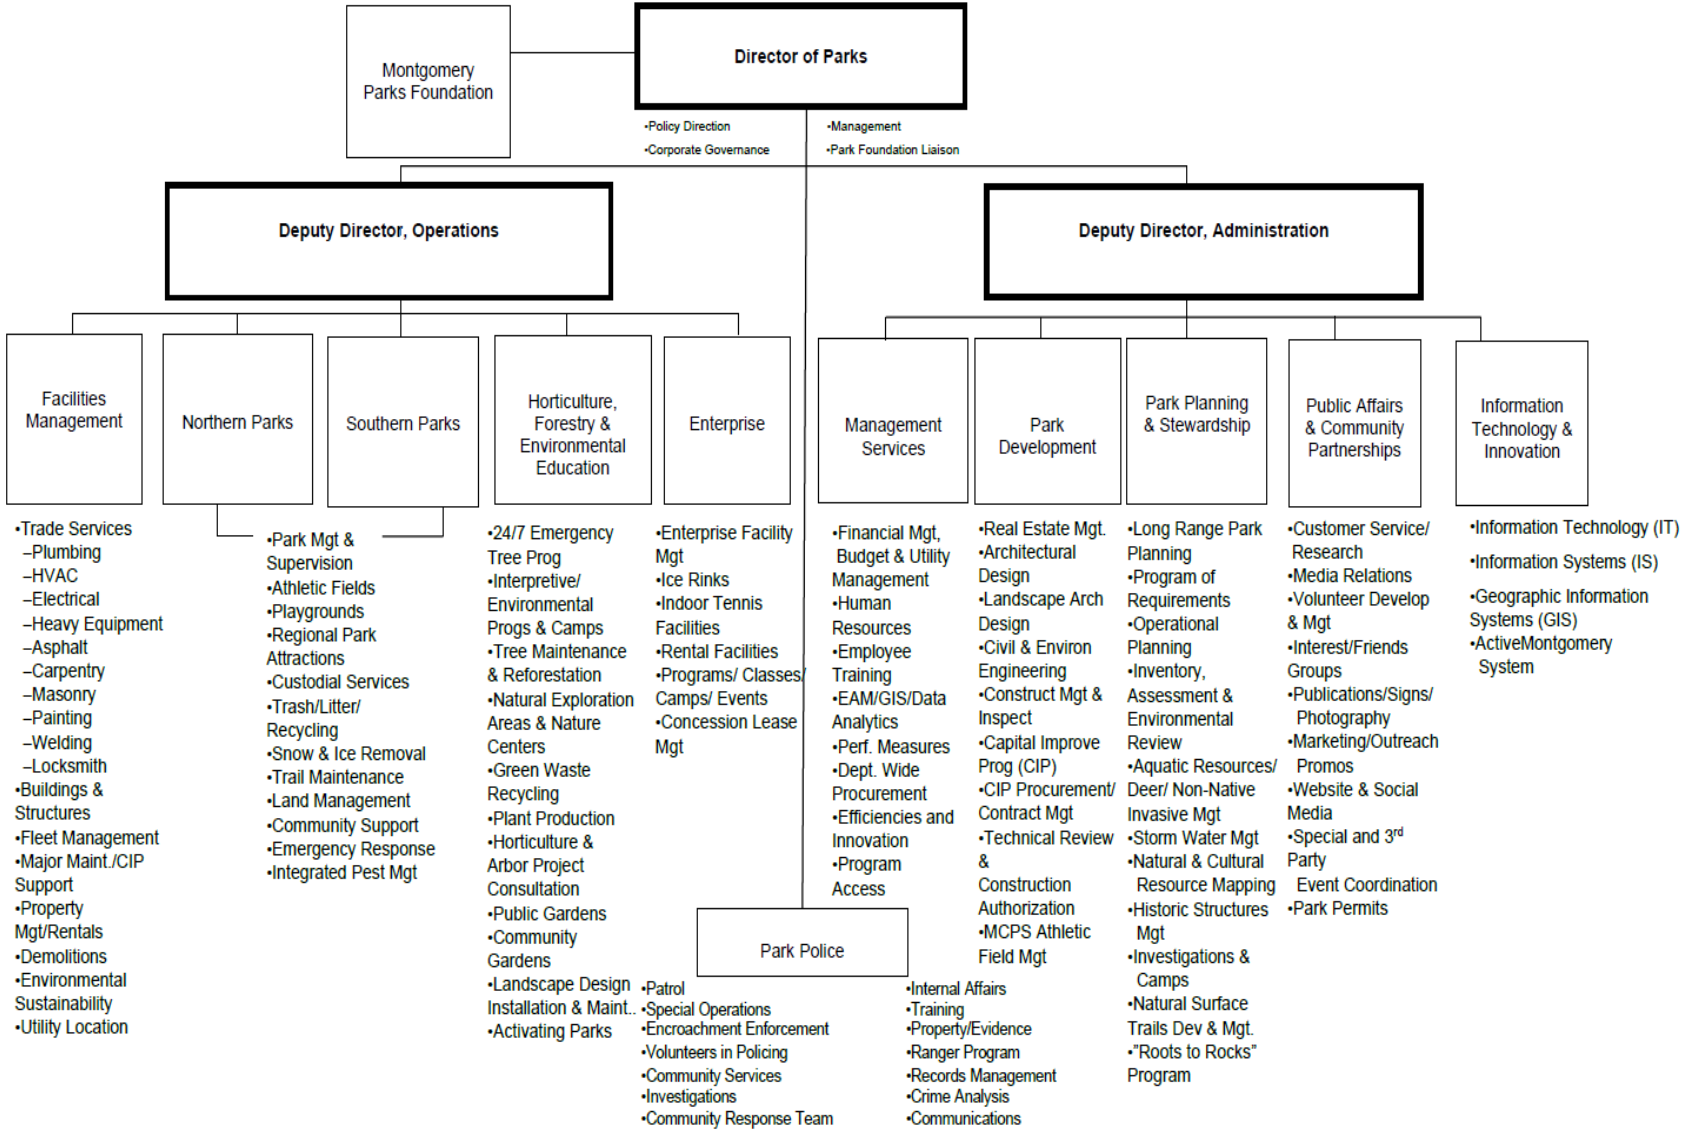 Montgomery
Parks Foundation
Director of Parks
•Policy Direction
•Corporate Governance
•Management
•Park Foundation Liaison
Deputy Director, Operations
Deputy Director, Administration
Facilities
Management
Northern Parks
Southern Parks
Horticulture,
Forestry &
Environmental
Education
Enterprise
Management
Services
Park
Development
Park Planning
& Stewardship
Public Affairs
& Community
Partnerships
Information
Technology &
Innovation
•Trade Services
–Plumbing
–HVAC
–Electrical
–Heavy Equipment
–Asphalt
–Carpentry
–Masonry
–Painting
–Welding
–Locksmith
•Buildings &
Structures
•Fleet Management
•Major Maint./CIP
Support
•Property
Mgt/Rentals
•Demolitions
•Environmental
Sustainability
•Utility Location
•Park Mgt &
Supervision
•Athletic Fields
•Playgrounds
•Regional Park
Attractions
•Custodial Services
•Trash/Litter/
Recycling
•Snow & Ice Removal
•Trail Maintenance
•Land Management
•Community Support
•Emergency Response
•Integrated Pest Mgt
•24/7 Emergency
Tree Prog
•Interpretive/
Environmental
Progs & Camps
•Tree Maintenance
& Reforestation
•Natural Exploration
Areas & Nature
Centers
•Green Waste
Recycling
•Plant Production
•Horticulture &
Arbor Project
Consultation
•Public Gardens
•Community
Gardens
•Landscape Design
Installation & Maint..
•Activating Parks
•Enterprise Facility
Mgt
•Ice Rinks
•Indoor Tennis
Facilities
•Rental Facilities
•Programs/ Classes/
Camps/ Events
•Concession Lease
Mgt
•Financial Mgt,
Budget & Utility
Management
•Human
Resources
•Employee
Training
•EAM/GIS/Data
Analytics
•Perf. Measures
•Dept. Wide
Procurement
•Efficiencies and
Innovation
•Program
Access
•Real Estate Mgt.
•Architectural
Design
•Landscape Arch
Design
•Civil & Environ
Engineering
•Construct Mgt &
Inspect
•Capital Improve
Prog (CIP)
•CIP Procurement/
Contract Mgt
•Technical Review
&
Construction
Authorization
•MCPS Athletic
Field Mgt
•Long Range Park
Planning
•Program of
Requirements
•Operational
Planning
•Inventory,
Assessment &
Environmental
Review
•Aquatic Resources/
Deer/ Non-Native
Invasive Mgt
•Storm Water Mgt
•Natural & Cultural
Resource Mapping
•Historic Structures
Mgt
•Investigations &
Camps
•Natural Surface
Trails Dev & Mgt.
•"Roots to Rocks"
Program
•Customer Service/
Research
•Media Relations
•Volunteer Develop
& Mgt
•Interest/Friends
Groups
•Publications/Signs/
Photography
•Marketing/Outreach
Promos
•Website & Social
Media
•Special and 3rd
Party
Event Coordination
•Park Permits
•Information Technology (IT)
•Information Systems (IS)
•Geographic Information
Systems (GIS)
•ActiveMontgomery
System
Park Police
•Patrol
•Special Operations
•Encroachment Enforcement
•Volunteers in Policing
•Community Services
•Investigations
•Community Response Team
•Internal Affairs
•Training
•Property/Evidence
•Ranger Program
•Records Management
•Crime Analysis
•Communications